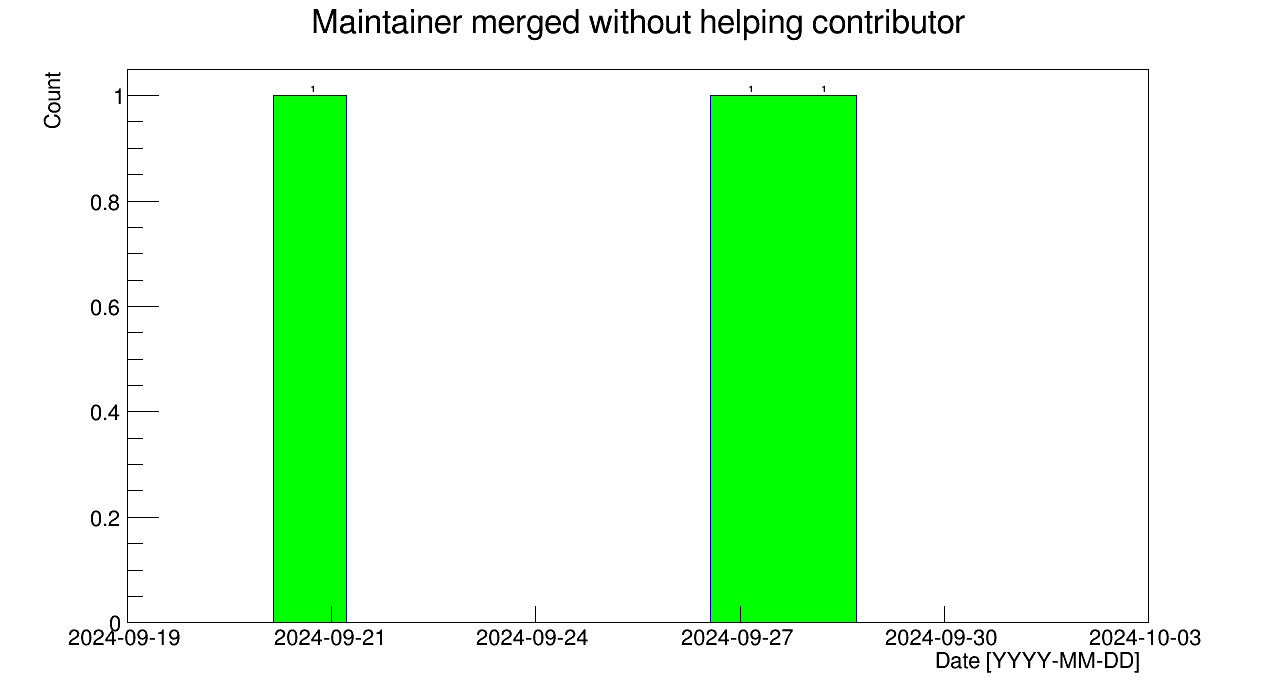 Maintainer merged without helping contributor
Count
1
1 1 1
0.8
0.6
0.4
0.2
0
2024-09-19 2024-09-21 2024-09-24 2024-09-27 2024-09-30 2024-10-03
Date [YYYY-MM-DD]